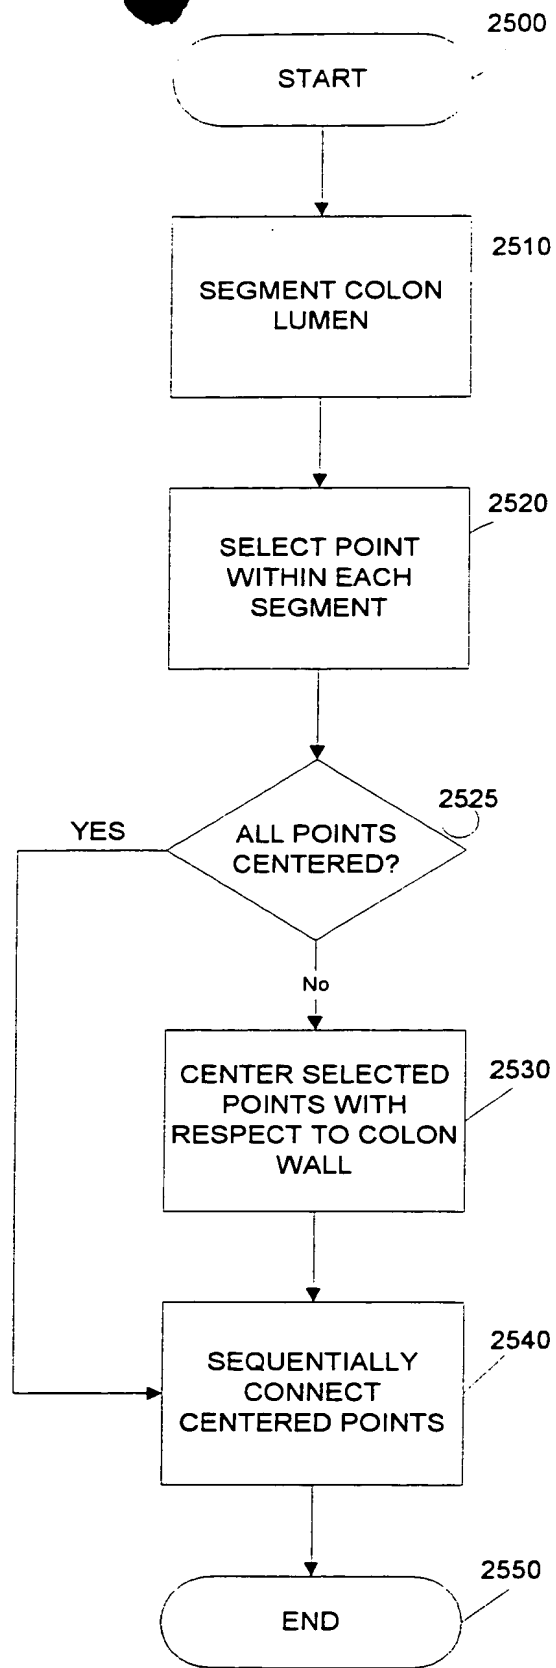 2500
START
2510
SEGMENT COLON
LUMEN
2520
SELECT POINT
WITHIN EACH
SEGMENT
2525
YES
ALL POINTS
CENTERED?
No
2530
CENTER SELECTED
POINTS WITH
RESPECT TO COLON
WALL
2540
SEQUENTIALLY
CONNECT
CENTERED POINTS
2550
END